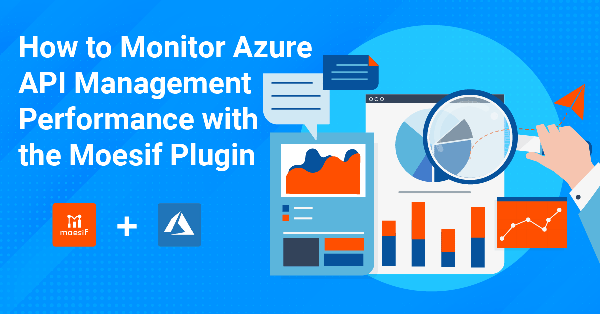 How to Monitor Azure
API Management
Performance with
the Moesif Plugin
moesif
+